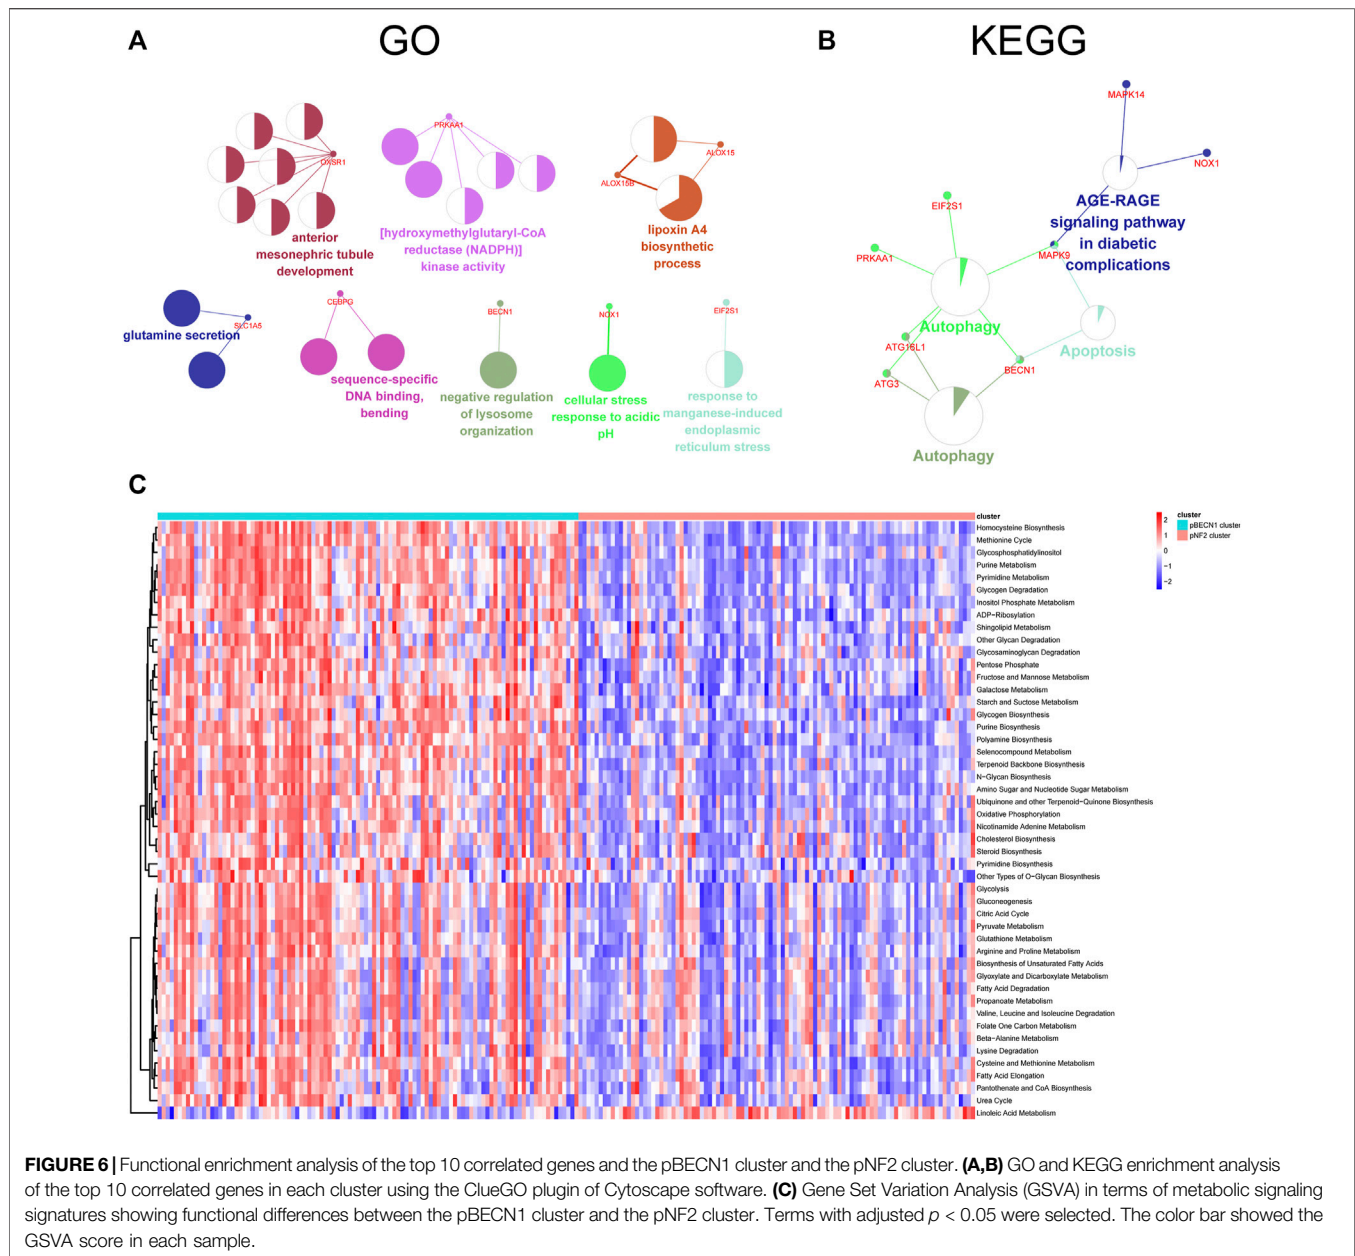 A
GO
B
KEGG
OXSR1
anterior
mesonephric tubule
development
PRKAA1
[hydroxymethylglutaryl-CoA
reductase (NADPH)]
kinase activity
ALOX15
ALOX15B
lipoxin A4
biosynthetic
process
SLC1A5
glutamine secretion
CEBPG
sequence-specific
DNA binding,
bending
BECN1
negative regulation
of lysosome
organization
NOX1
cellular stress
response to acidic
pH
EIF2S1
response to
manganese-induced
endoplasmic
reticulum stress
MAPK14
NOX1
AGE-RAGE
signaling pathway
in diabetic
complications
EIF2S1
PRKAA1
MAPK9
Autophagy
ATG16L1
Apoptosis
BECN1
ATG3
Autophagy
C
cluster
Homocysteine Biosynthesis
Methionine Cycle
Glycosphosphatidylinositol
Purine Metabolism
Pyrimidine Metabolism
Glycogen Degradation
Inositol Phosphate Metabolism
ADP−Ribosylation
Shingolipid Metabolism
Other Glycan Degradation
Glycosaminoglycan Degradation
Pentose Phosphate
Fructose and Mannose Metabolism
Galactose Metabolism
Starch and Suctose Metabolism
Glycogen Biosynthesis
Purine Biosynthesis
Polyamine Biosynthesis
Selenocompound Metabolism
Terpenoid Backbone Biosynthesis
N−Glycan Biosynthesis
Amino Sugar and Nucleotide Sugar Metabolism
Ubiquinone and other Terpenoid−Quinone Biosynthesis
Oxidative Phosphorylation
Nicotinamide Adenine Metabolism
Cholesterol Biosynthesis
Steroid Biosynthesis
Pyrimidine Biosynthesis
Other Types of O−Glycan Biosynthesis
Glycolysis
Gluconeogenesis
Citric Acid Cycle
Pyruvate Metabolism
Glutathione Metabolism
Arginine and Proline Metabolism
Biosynthesis of Unsaturated Fatty Acids
Glyoxylate and Dicarboxylate Metabolism
Fatty Acid Degradation
Propanoate Metabolism
Valine, Leucine and Isoleucine Degradation
Folate One Carbon Metabolism
Beta−Alanine Metabolism
Lysine Degradation
Cysteine and Methionine Metabolism
Fatty Acid Elongation
Pantothenate and CoA Biosynthesis
Urea Cycle
Linoleic Acid Metabolism
2
1
0
−1
−2
cluster
pBECN1 cluster
pNF2 cluster
FIGURE 6 | Functional enrichment analysis of the top 10 correlated genes and the pBECN1 cluster and the pNF2 cluster. (A,B) GO and KEGG enrichment analysis
of the top 10 correlated genes in each cluster using the ClueGO plugin of Cytoscape software. (C) Gene Set Variation Analysis (GSVA) in terms of metabolic signaling
signatures showing functional differences between the pBECN1 cluster and the pNF2 cluster. Terms with adjusted p < 0.05 were selected. The color bar showed the
GSVA score in each sample.